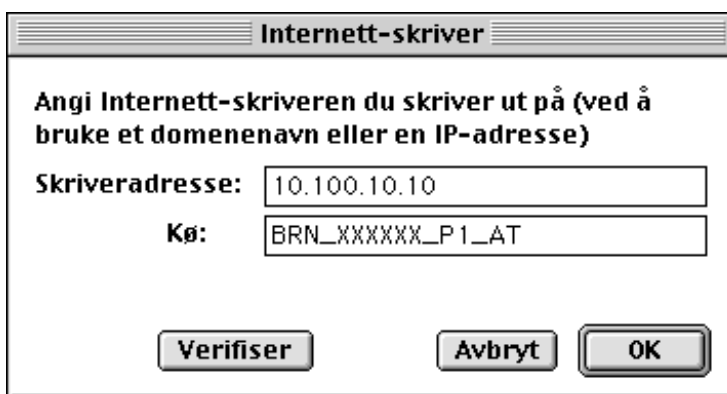 Internett-skriver
Angi Internett-skriveren du skriver ut på (ved å
bruke et domenenavn eller en IP-adresse)
Skriveradresse: 10.100.10.10
Kø: BRN_XXXXXX_P1_AT
Verifiser Avbryt OK